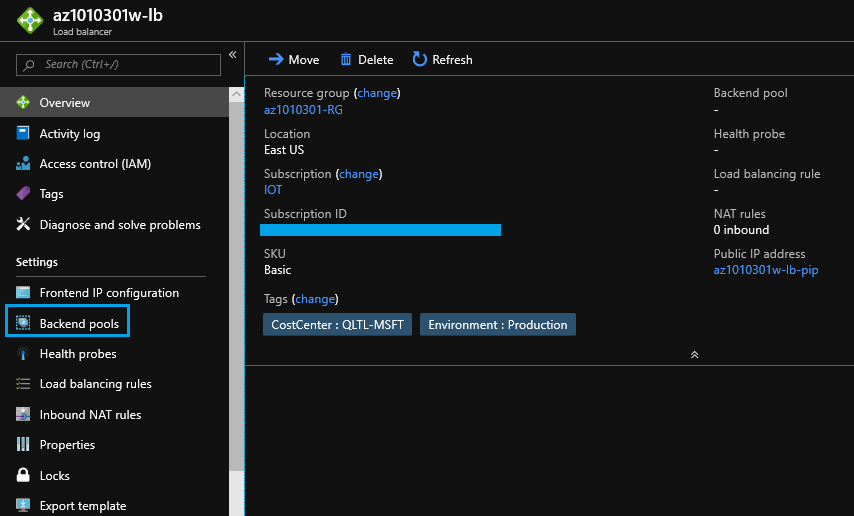 az1010301w-lb
Load balancer
Search (Ctrl+/)
«
Overview
Activity log
Access control (IAM)
Tags
Diagnose and solve problems
Settings
Frontend IP configuration
Backend pools
Health probes
Load balancing rules
Inbound NAT rules
Properties
Locks
Export template
Move Delete Refresh
Resource group (change)
az1010301-RG
Location
East US
Subscription (change)
IOT
Subscription ID
SKU
Basic
Tags (change)
CostCenter : QLTL-MSFT Environment : Production
Backend pool
-
Health probe
-
Load balancing rule
-
NAT rules
0 inbound
Public IP address
az1010301w-lb-pip